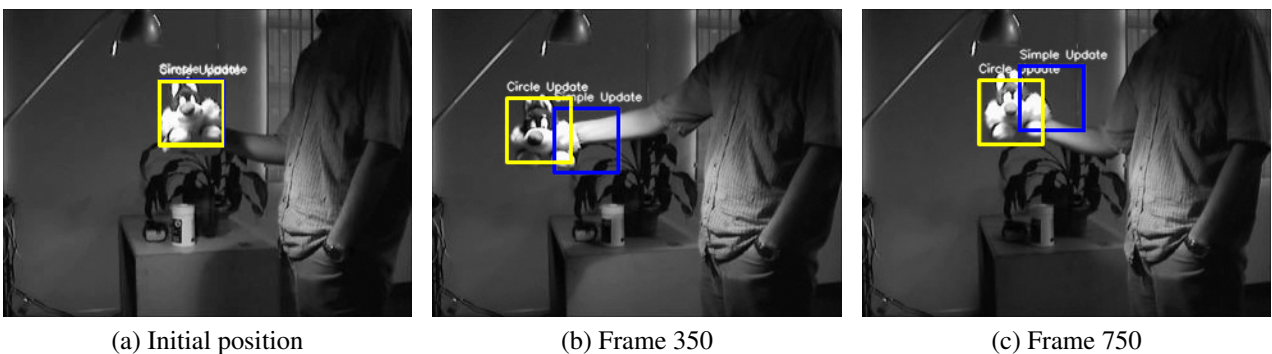 Circle Update
Simple Update
Circle Update
Simple Update
Simple Update
Circle Update
(a) Initial position
(b) Frame 350
(c) Frame 750